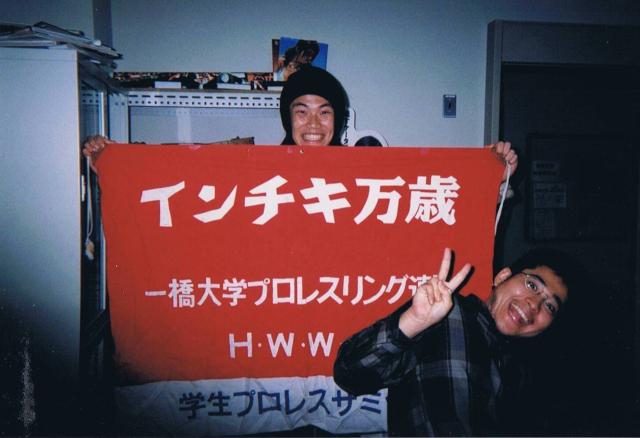 インチキ万歳
一橋大学プロレスリング連
H・W・W
学生プロレスサミ